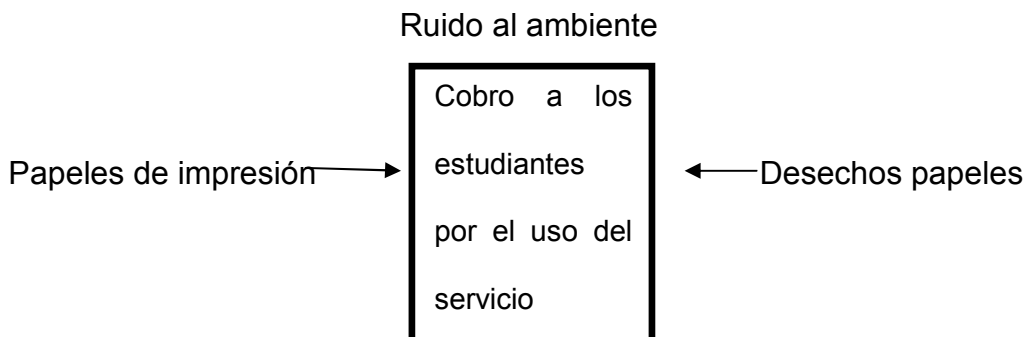 Ruido al ambiente
Cobro a los
estudiantes
Papeles de impresión
Desechos papeles
por el uso del
servicio